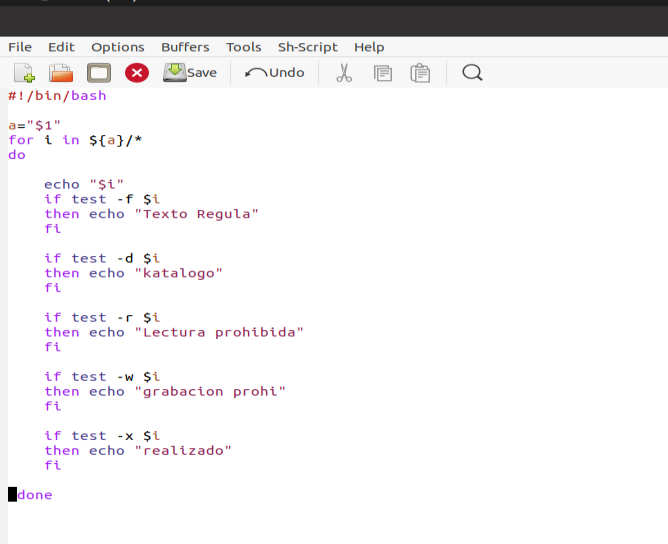 File Edit Options Buffers Tools Sh-Script Help
Save Undo
#!/bin/bash
a="$1"
for i in ${a}/*
do
echo "$i"
if test -f $i
then echo "Texto Regula"
fi
if test -d $i
then echo "katalogo"
fi
if test -r $i
then echo "Lectura prohibida"
fi
if test -w $i
then echo "grabacion prohi"
fi
if test -x $i
then echo "realizado"
fi
done